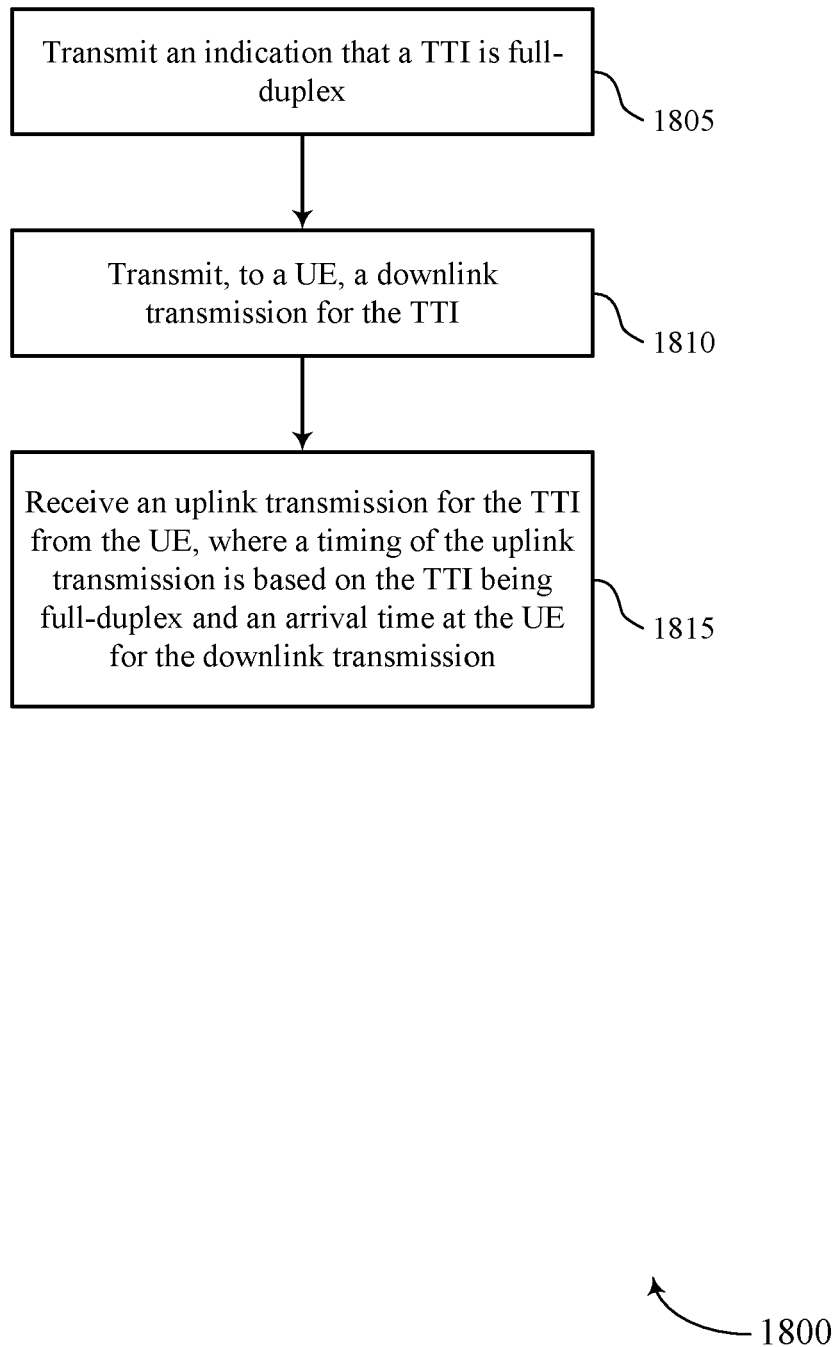 Transmit an indication that a TTI is full-
duplex
1805
Transmit, to a UE, a downlink
transmission for the TTI
1810
Receive an uplink transmission for the TTI
from the UE, where a timing of the uplink
transmission is based on the TTI being
full-duplex and an arrival time at the UE
for the downlink transmission
1815
1800